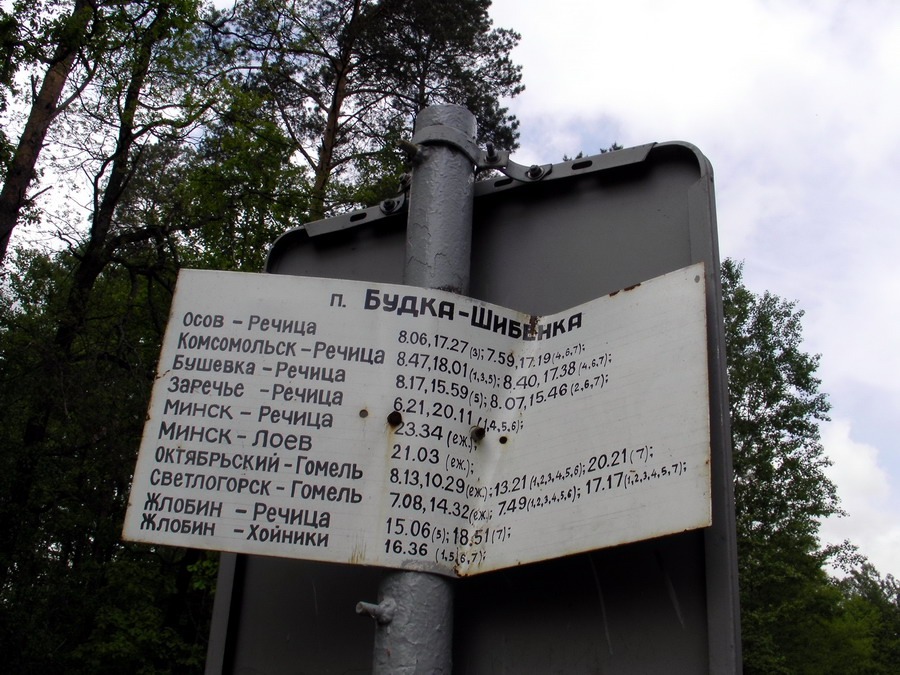 п. Будка-Шибенка
Осов - Речица 8.06, 17.27 (3); 7.59, 17.19 (4,6,7);
Комсомольск - Речица 8.47, 18.01 (1,3,5); 8.40, 17.38 (4,6,7);
Бушевка - Речица 8.17, 15.59 (5); 8.07, 15.46 (2,6,7);
Заречье - Речица 6.21, 20.11 (1,4,5,6);
Минск - Речица 23.34 (еж.);
Минск - Лоев 21.03 (еж.);
Октябрьский - Гомель 8.13, 10.29 (еж.); 13.21 (1,2,3,4,5,6); 20.21 (7);
Светлогорск - Гомель 7.08, 14.32 (еж.); 7.49 (1,2,3,4,5,6); 17.17 (1,2,3,4,5,7);
Жлобин - Речица 15.06 (3); 18.51 (7);
Жлобин - Хойники 16.36 (1,5,6,7);